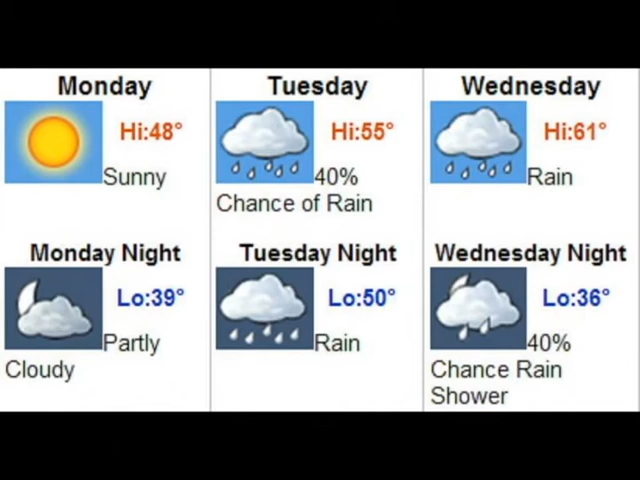 Monday
Hi:48°
Sunny
Tuesday
Hi:55°
40%
Chance of Rain
Wednesday
Hi:61°
Rain
Monday Night
Lo:39°
Partly
Cloudy
Tuesday Night
Lo:50°
Rain
Wednesday Night
Lo:36°
40%
Chance Rain
Shower